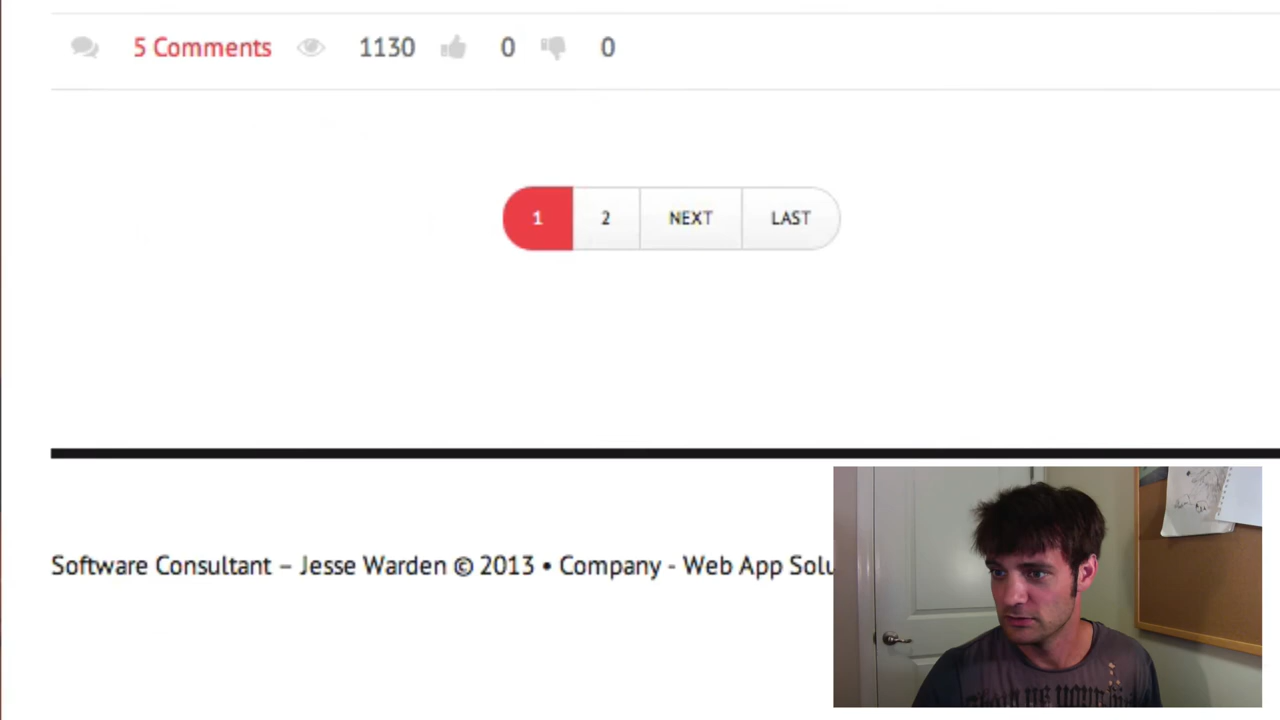 5 Comments 1130 0 0
1 2 NEXT LAST
Software Consultant – Jesse Warden © 2013 • Company - Web App Solu